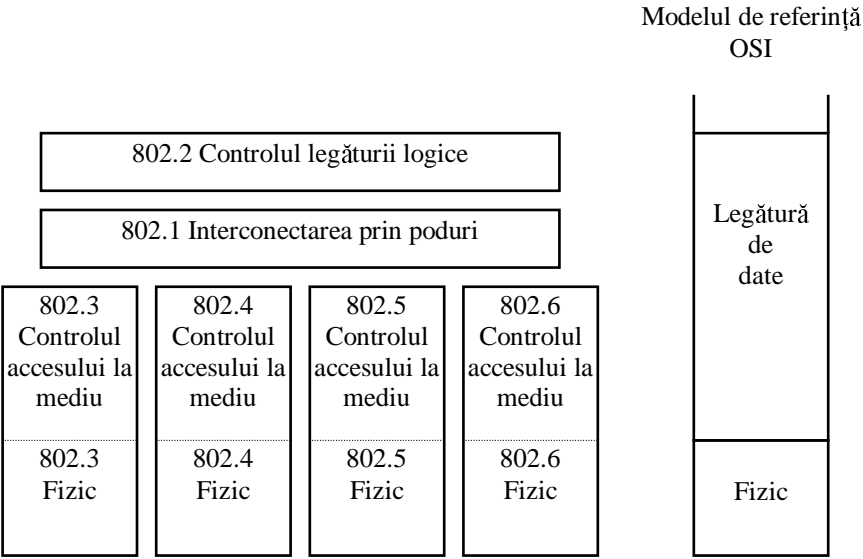 Modelul de referință
OSI
802.2 Controlul legăturii logice
802.1 Interconectarea prin poduri
Legătură
de
date
802.3
Controlul
accesului la
mediu
802.4
Controlul
accesului la
mediu
802.5
Controlul
accesului la
mediu
802.6
Controlul
accesului la
mediu
802.3
Fizic
802.4
Fizic
802.5
Fizic
802.6
Fizic
Fizic